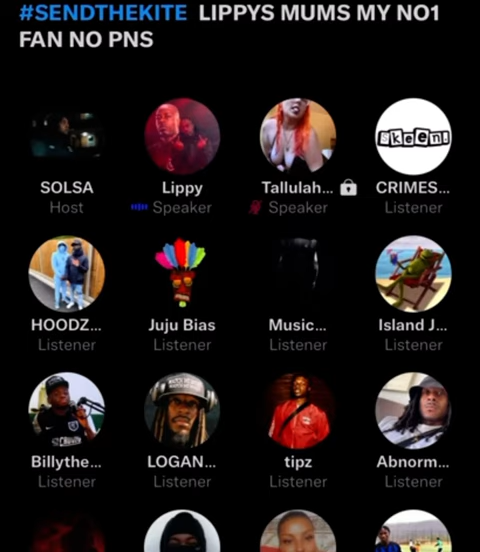 #SENDTHEKITE LIPPYS MUMS MY NO1
FAN NO PNS
skeen!
SOLSA Lippy Tallulah... CRIMES...
Host Speaker Speaker Listener
HOODZ... Juju Bias Music... Island J...
Listener Listener Listener Listener
Billythe... LOGAN... tipz Abnorm...
Listener Listener Listener Listener